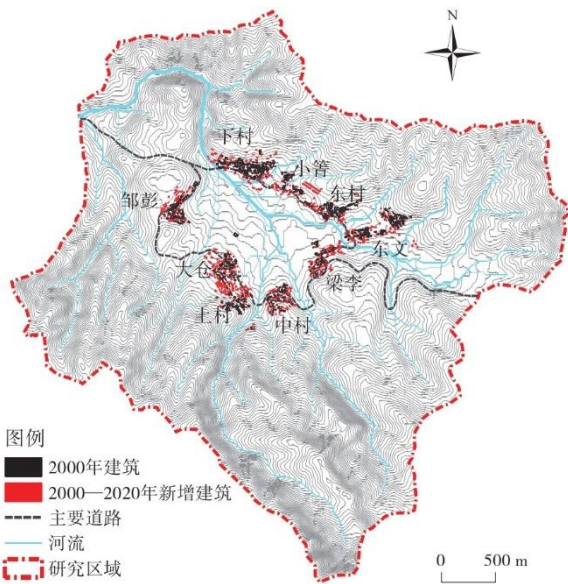 N
下村
小箐
东村
邹彭
东文
大仓
梁李
上村
中村
图例
2000年建筑
2000—2020年新增建筑
主要道路
河流
研究区域
0 500 m